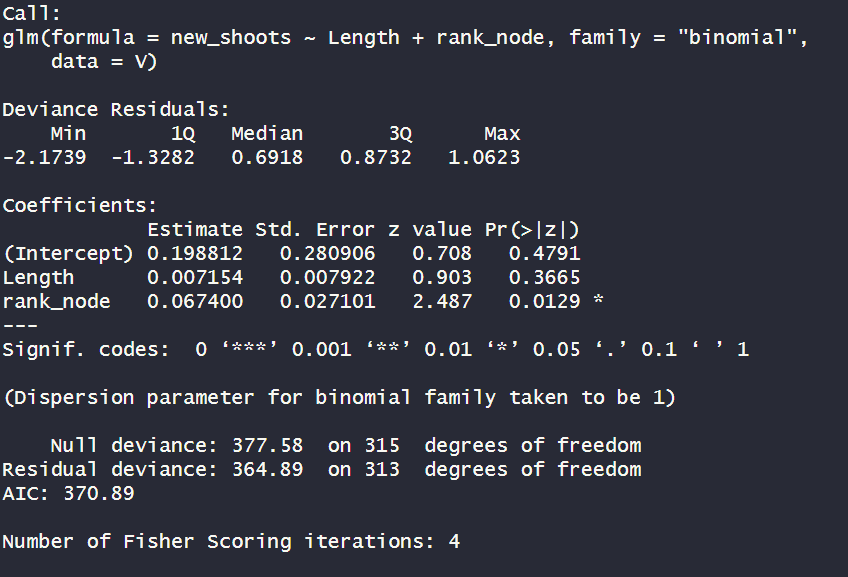 Call:
glm(formula = new_shoots ~ Length + rank_node, family = "binomial",
    data = V)

Deviance Residuals:
    Min       1Q   Median       3Q      Max
-2.1739  -1.3282   0.6918   0.8732   1.0623

Coefficients:
            Estimate Std. Error z value Pr(>|z|)
(Intercept) 0.198812   0.280906   0.708   0.4791
Length      0.007154   0.007922   0.903   0.3665
rank_node   0.067400   0.027101   2.487   0.0129 *
---
Signif. codes:  0 ‘***’ 0.001 ‘**’ 0.01 ‘*’ 0.05 ‘.’ 0.1 ‘ ’ 1

(Dispersion parameter for binomial family taken to be 1)

    Null deviance: 377.58  on 315  degrees of freedom
Residual deviance: 364.89  on 313  degrees of freedom
AIC: 370.89

Number of Fisher Scoring iterations: 4